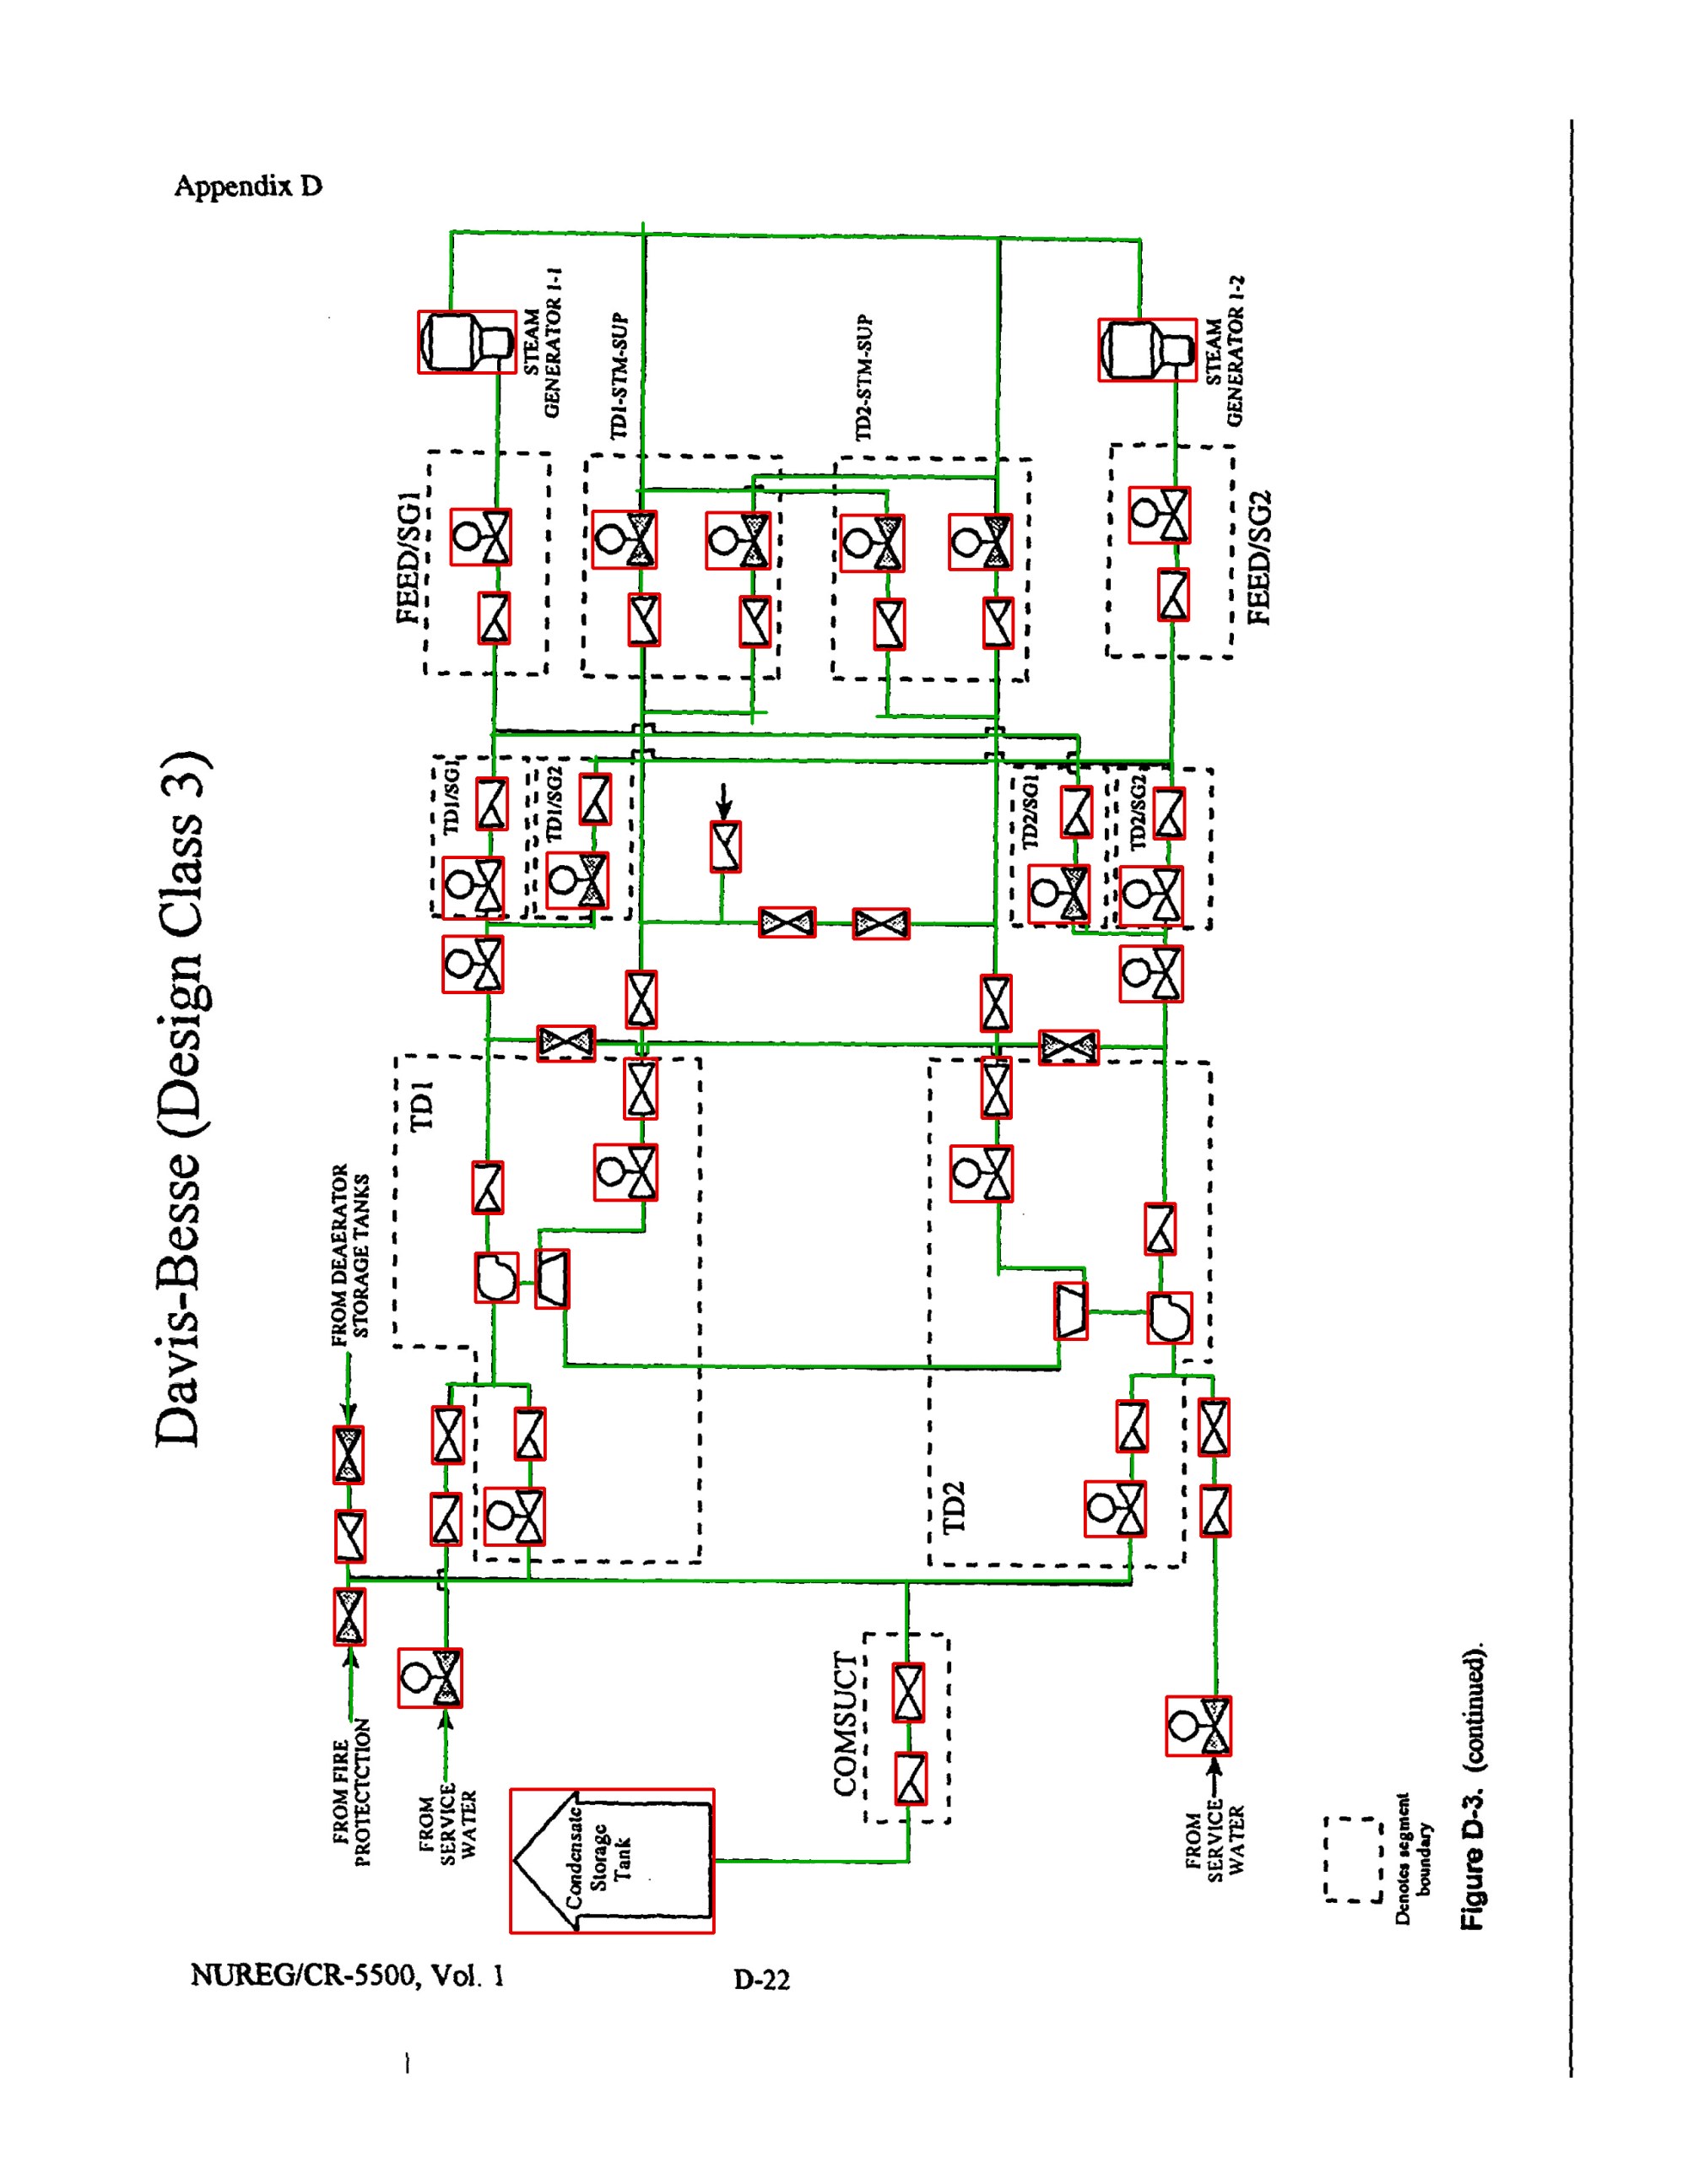 Appendix D
Davis-Besse (Design Class 3)
STEAM
GENERATOR 1-1
TD1-STM-SUP
TD2-STM-SUP
STEAM
GENERATOR 1-2
FEED/SG1
FEED/SG2
TD1/SG1
TD1/SG2
TD2/SG1
TD2/SG2
TD1
TD2
FROM DEAERATOR
STORAGE TANKS
FROM FIRE
PROTECTCTION
FROM
SERVICE
WATER
Condensate
Storage
Tank
COMSUCT
FROM
SERVICE
WATER
Denotes segment
boundary
Figure D-3. (continued).
NUREG/CR-5500, Vol. 1
D-22